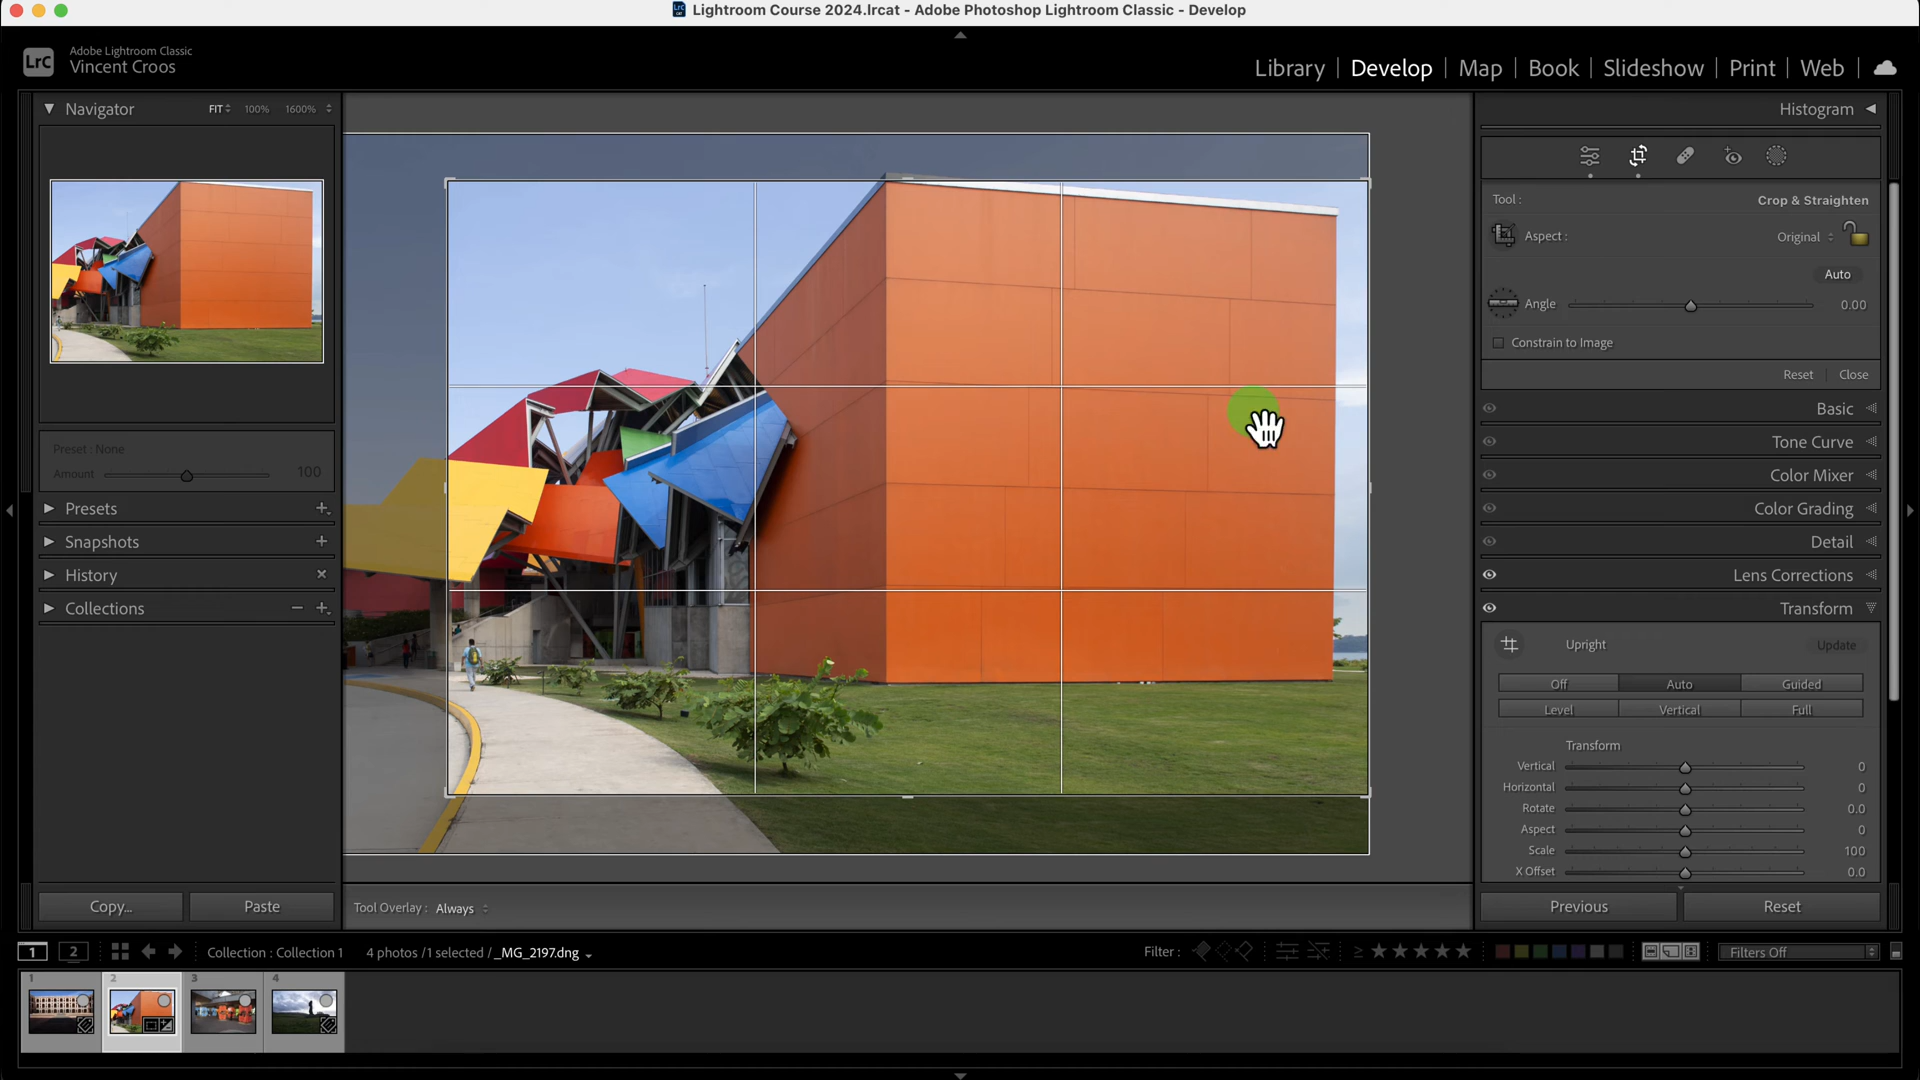 Lightroom Course 2024.lrcat - Adobe Photoshop Lightroom Classic - Develop
LrC
Adobe Lightroom Classic
Vincent Croos
Library | Develop | Map | Book | Slideshow | Print | Web
Navigator FIT 100% 1600%
Histogram
Tool : Crop & Straighten
Aspect : Original
Auto
Angle 0.00
Constrain to Image
Reset Close
Basic
Tone Curve
Color Mixer
Color Grading
Detail
Lens Corrections
Transform
Upright Update
Off Auto Guided
Level Vertical Full
Transform
Vertical 0
Horizontal 0
Rotate 0.0
Aspect 0
Scale 100
X Offset 0.0
Previous Reset
Preset : None
Amount 100
Presets
Snapshots
History
Collections
Copy... Paste
Tool Overlay : Always
1 2 Collection : Collection 1 4 photos /1 selected /_MG_2197.dng Filter : Filters Off
1 2 3 4